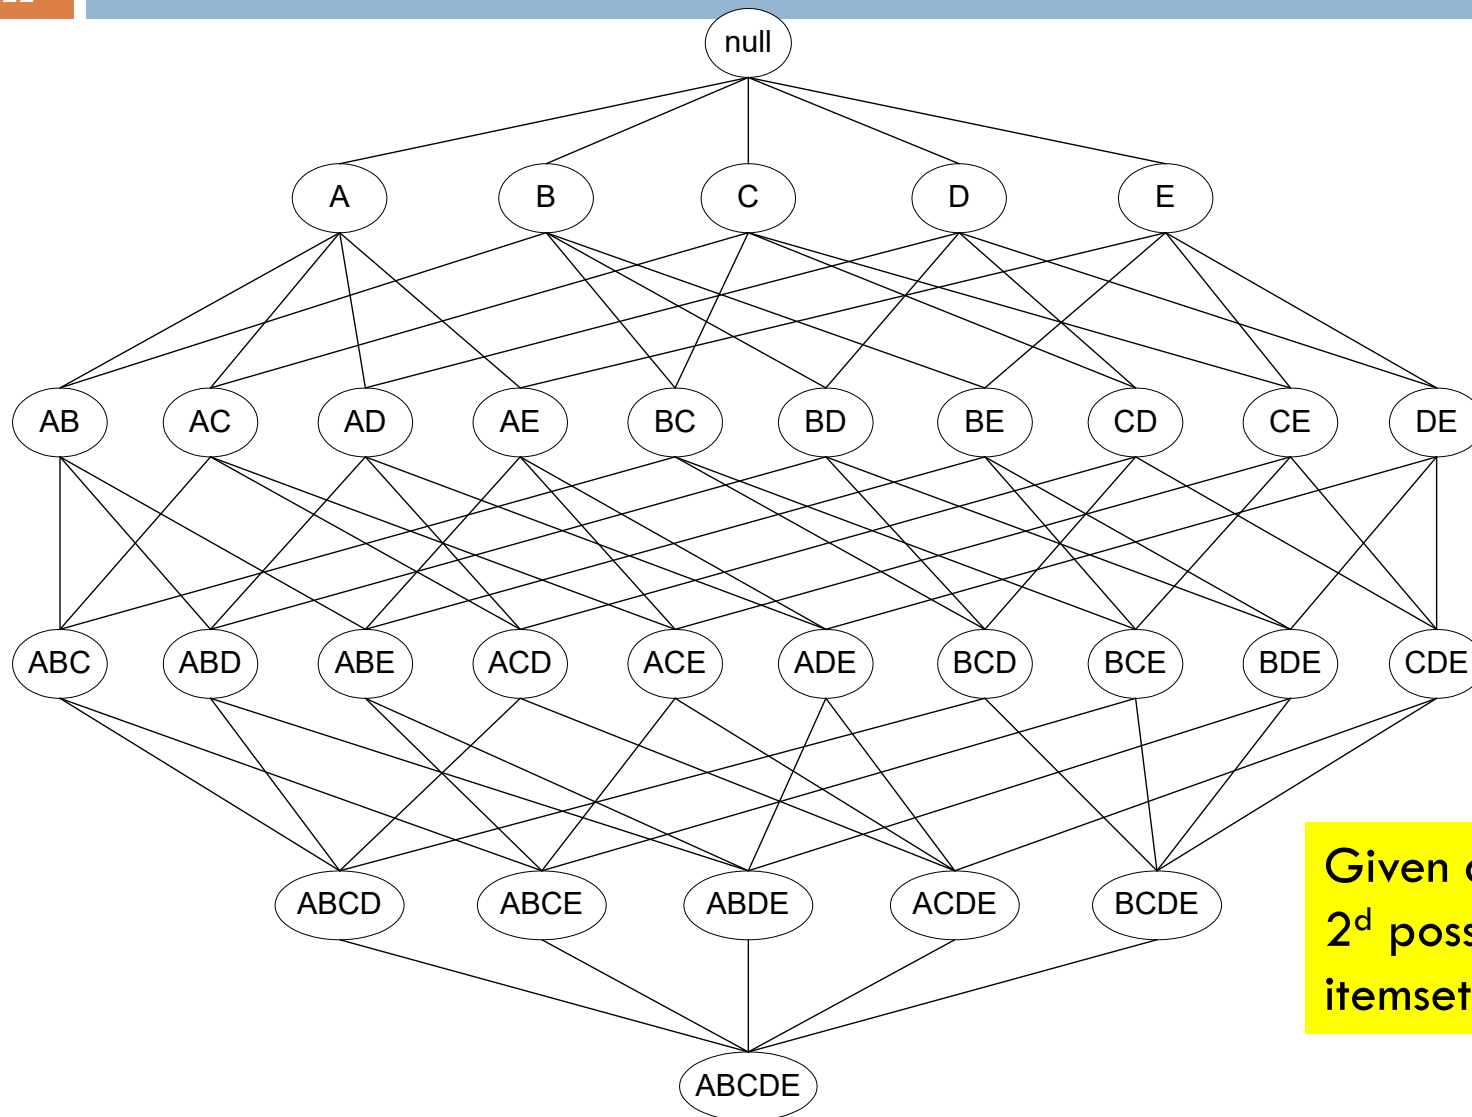 null
A B C D E
AB AC AD AE BC BD BE CD CE DE
ABC ABD ABE ACD ACE ADE BCD BCE BDE CDE
ABCD ABCE ABDE ACDE BCDE
Given
2ᵈ
itemset
ABCDE